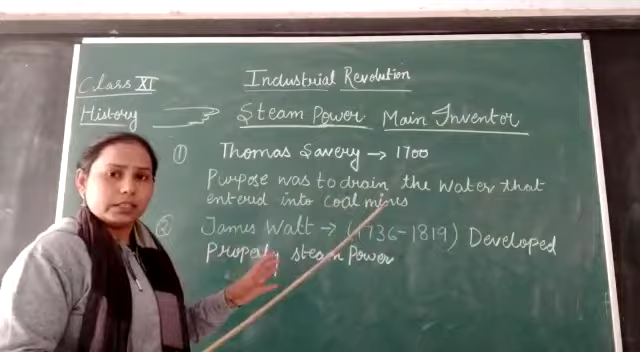 Class XI
Industrial Revolution
History
Steam Power Main Inventor
① Thomas Savery → 1700
Purpose was to drain the water that
entered into coal mines
② James Watt → (1736-1819) Developed
Properly steam Power